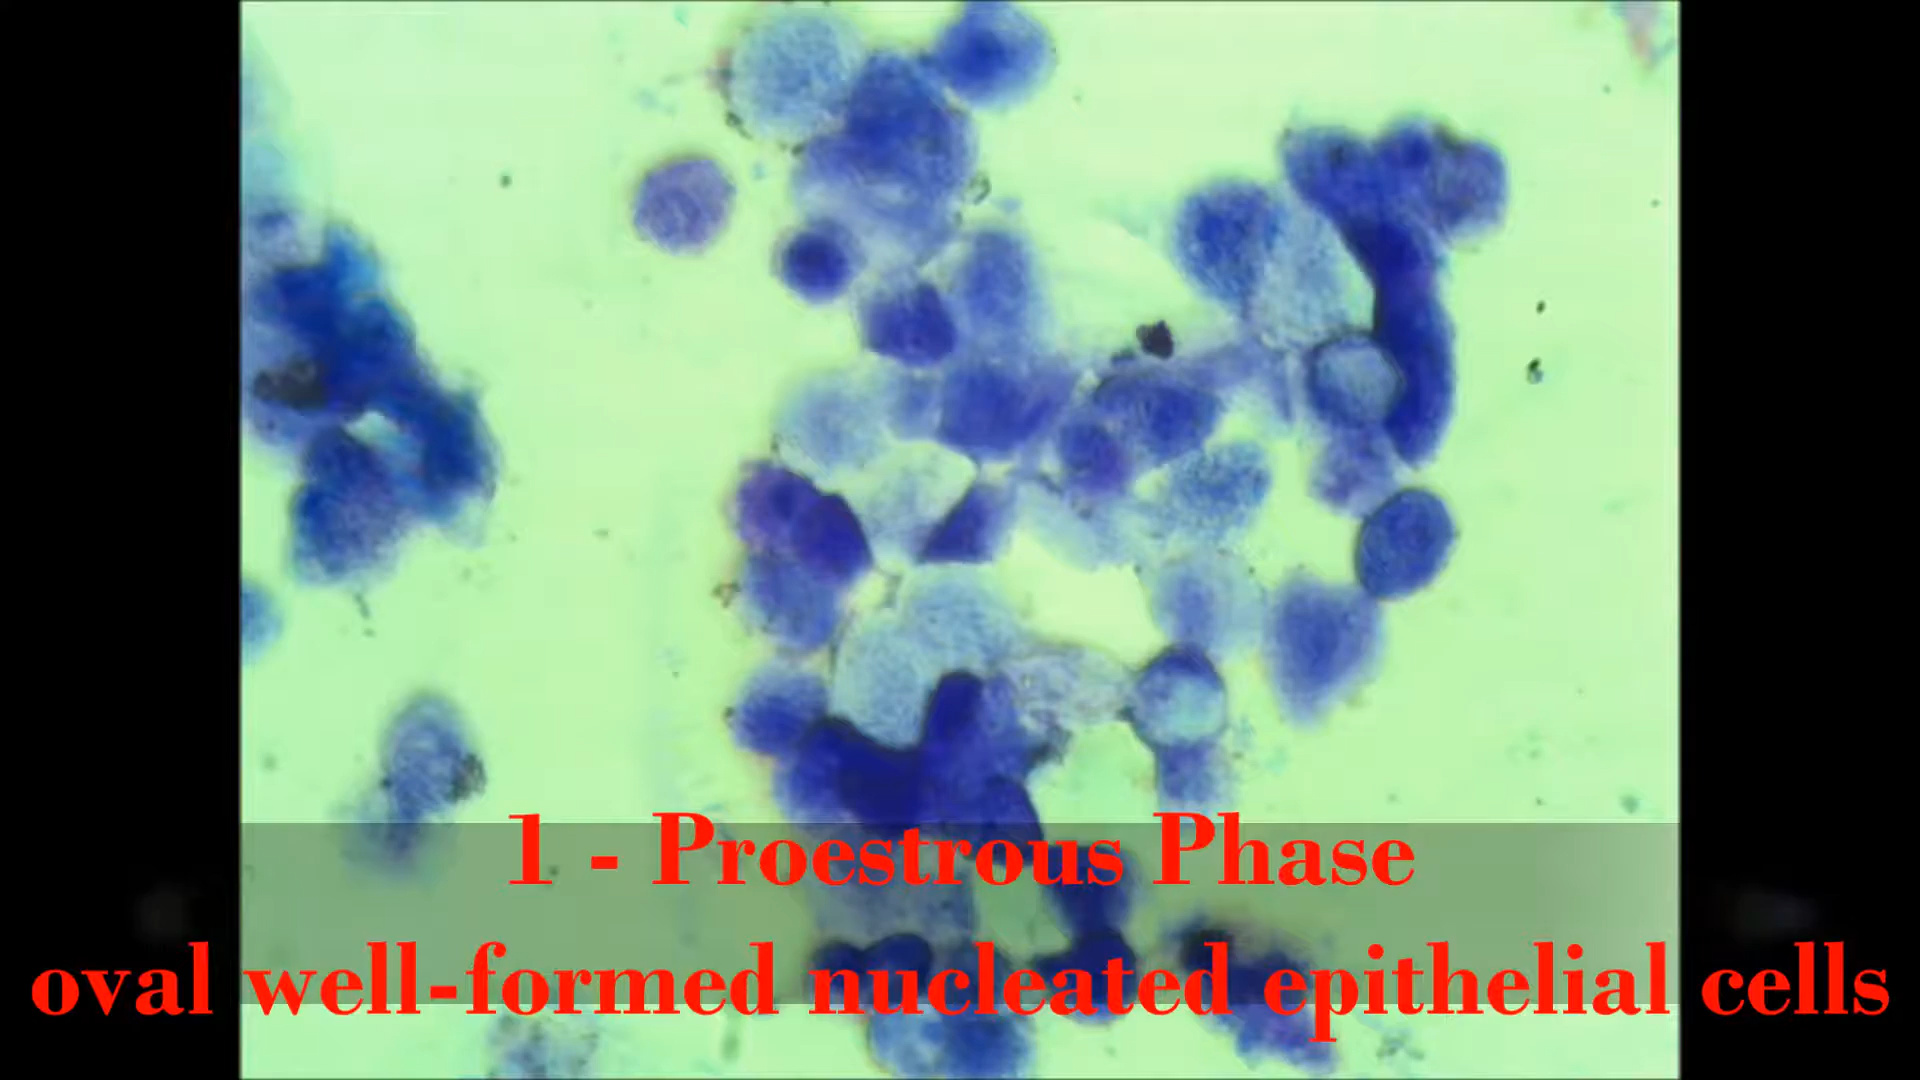 1 - Proestrous Phase
oval well-formed nucleated epithelial cells